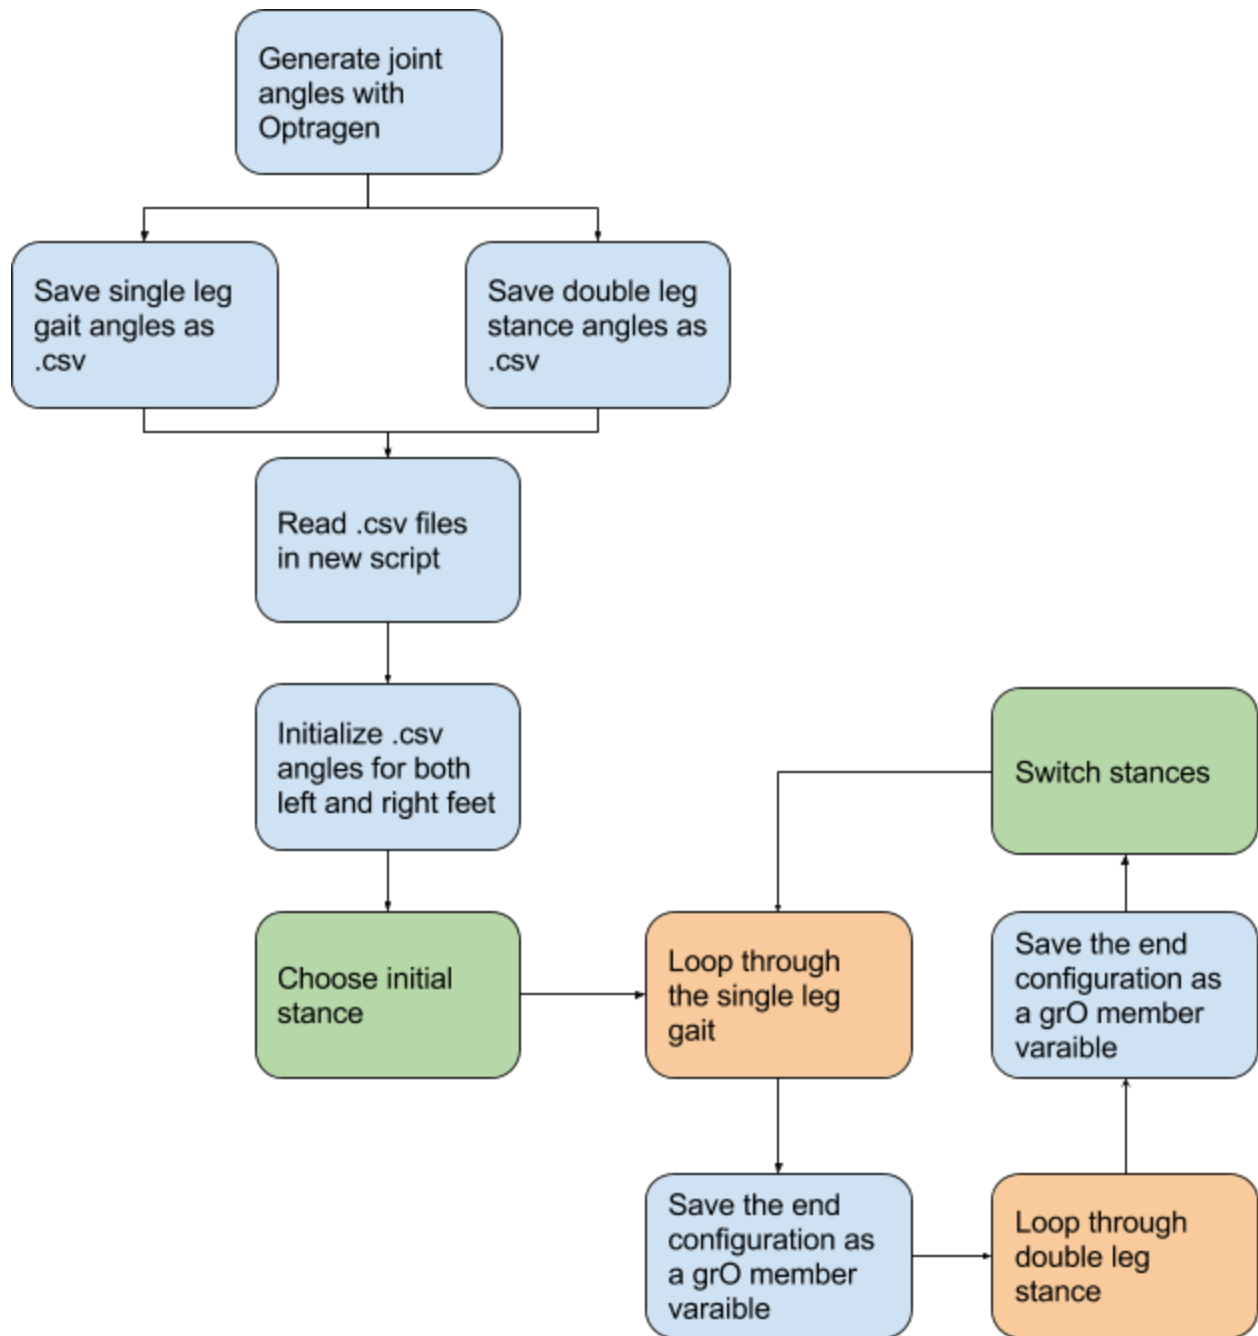 Generate joint
angles with
Optragen
Save single leg
gait angles as
.csv
Save double leg
stance angles as
.csv
Read .csv files
in new script
Initialize .csv
angles for both
left and right feet
Switch stances
Choose initial
stance
Loop through
the single leg
gait
Save the end
configuration as
a grO member
varaible
Save the end
configuration as
a grO member
varaible
Loop through
double leg
stance